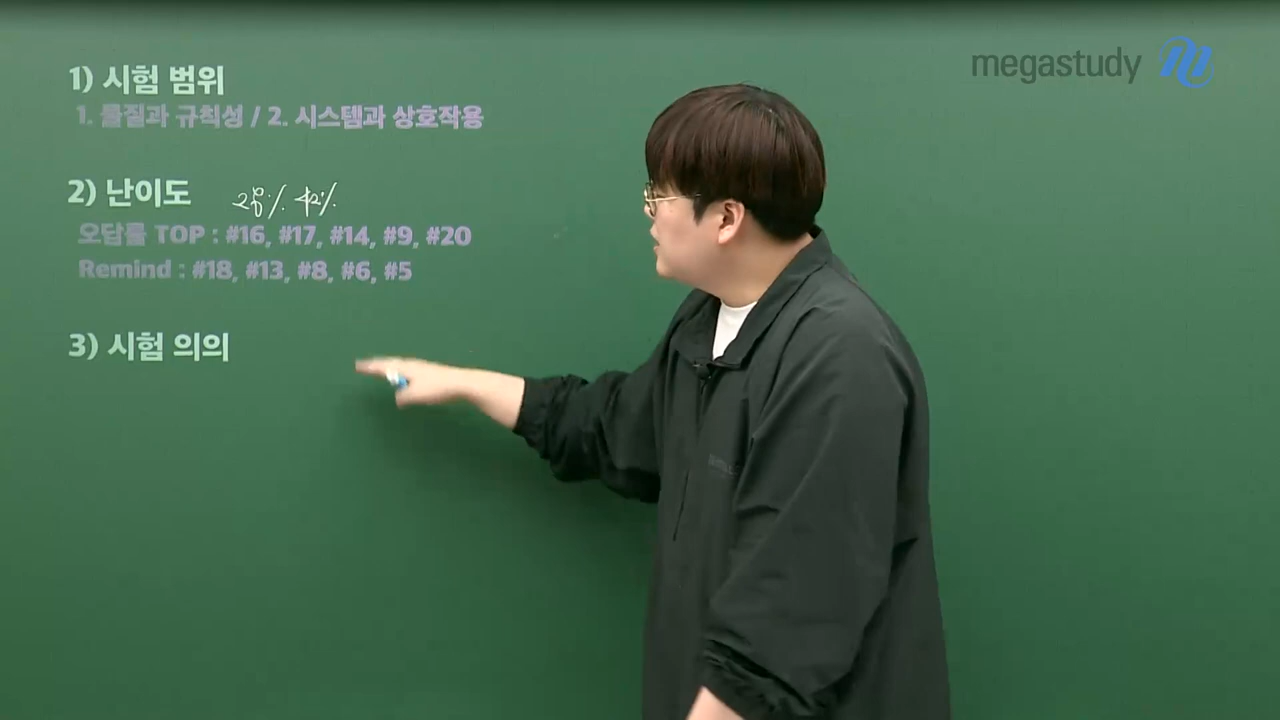 megastudy
1) 시험 범위
1. 물질과 규칙성 / 2. 시스템과 상호작용
2) 난이도 42%
오답률 TOP : #16, #17, #14, #9, #20
Remind : #18, #13, #8, #6, #5
3) 시험 의의